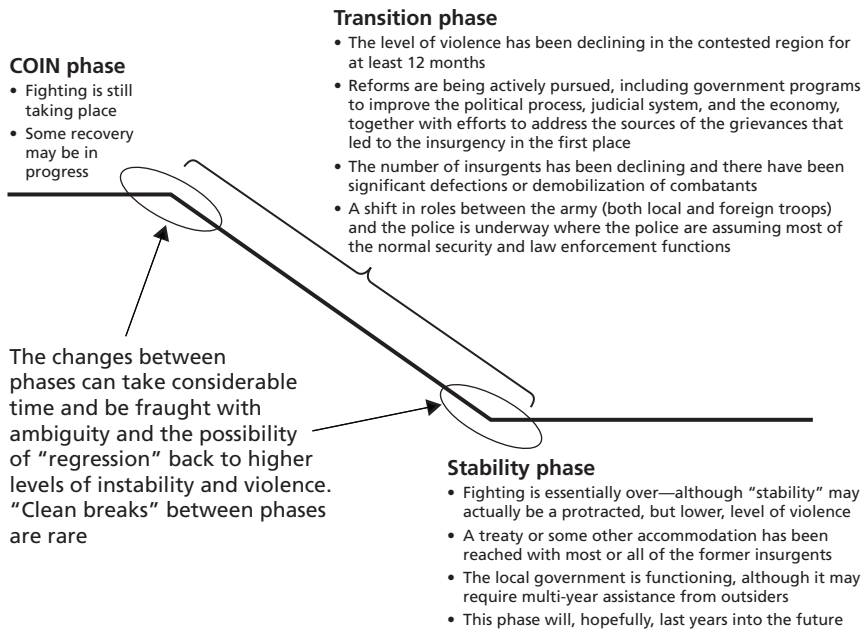 COIN phase
• Fighting is still
taking place
• Some recovery
may be in
progress
Transition phase
• The level of violence has been declining in the contested region for
at least 12 months
• Reforms are being actively pursued, including government programs
to improve the political process, judicial system, and the economy,
together with efforts to address the sources of the grievances that
led to the insurgency in the first place
• The number of insurgents has been declining and there have been
significant defections or demobilization of combatants
• A shift in roles between the army (both local and foreign troops)
and the police is underway where the police are assuming most of
the normal security and law enforcement functions
The changes between
phases can take considerable
time and be fraught with
ambiguity and the possibility
of “regression” back to higher
levels of instability and violence.
“Clean breaks” between phases
are rare
Stability phase
• Fighting is essentially over—although “stability” may
actually be a protracted, but lower, level of violence
• A treaty or some other accommodation has been
reached with most or all of the former insurgents
• The local government is functioning, although it may
require multi-year assistance from outsiders
• This phase will, hopefully, last years into the future